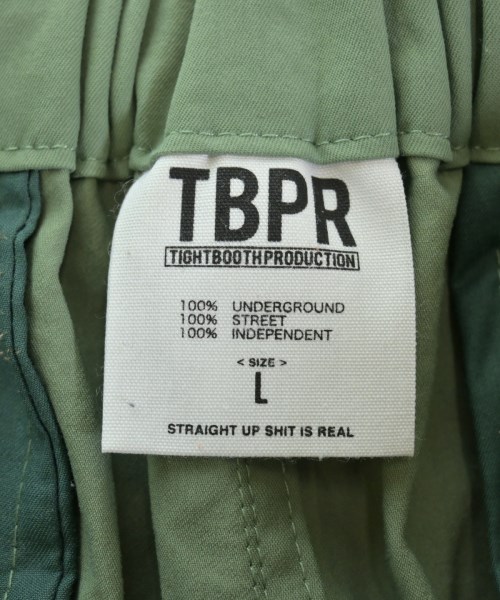 TBPR
TIGHTBOOTHPRODUCTION
100% UNDERGROUND
100% STREET
100% INDEPENDENT
< SIZE >
L
STRAIGHT UP SHIT IS REAL